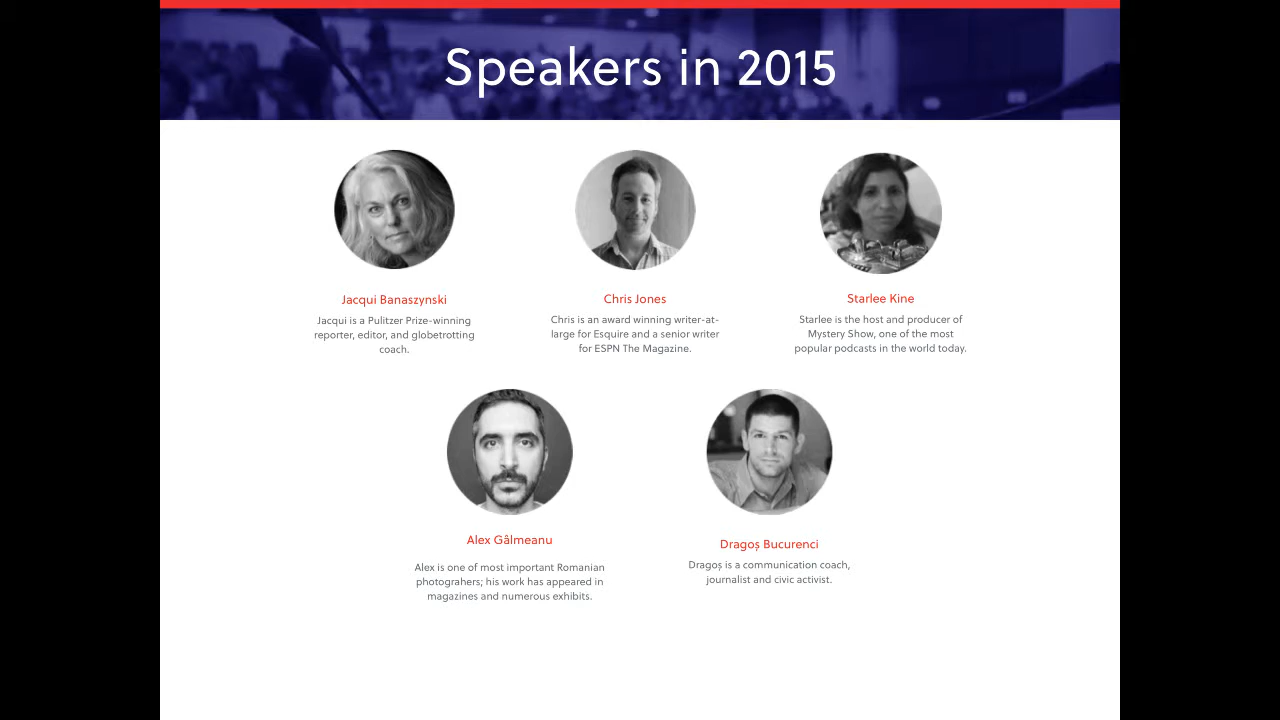 Speakers in 2015
Jacqui Banaszynski
Jacqui is a Pulitzer Prize-winning
reporter, editor, and globetrotting
coach.
Chris Jones
Chris is an award winning writer-at-
large for Esquire and a senior writer
for ESPN The Magazine.
Starlee Kine
Starlee is the host and producer of
Mystery Show, one of the most
popular podcasts in the world today.
Alex Gâlmeanu
Alex is one of most important Romanian
photograhers; his work has appeared in
magazines and numerous exhibits.
Dragoș Bucurenci
Dragoș is a communication coach,
journalist and civic activist.